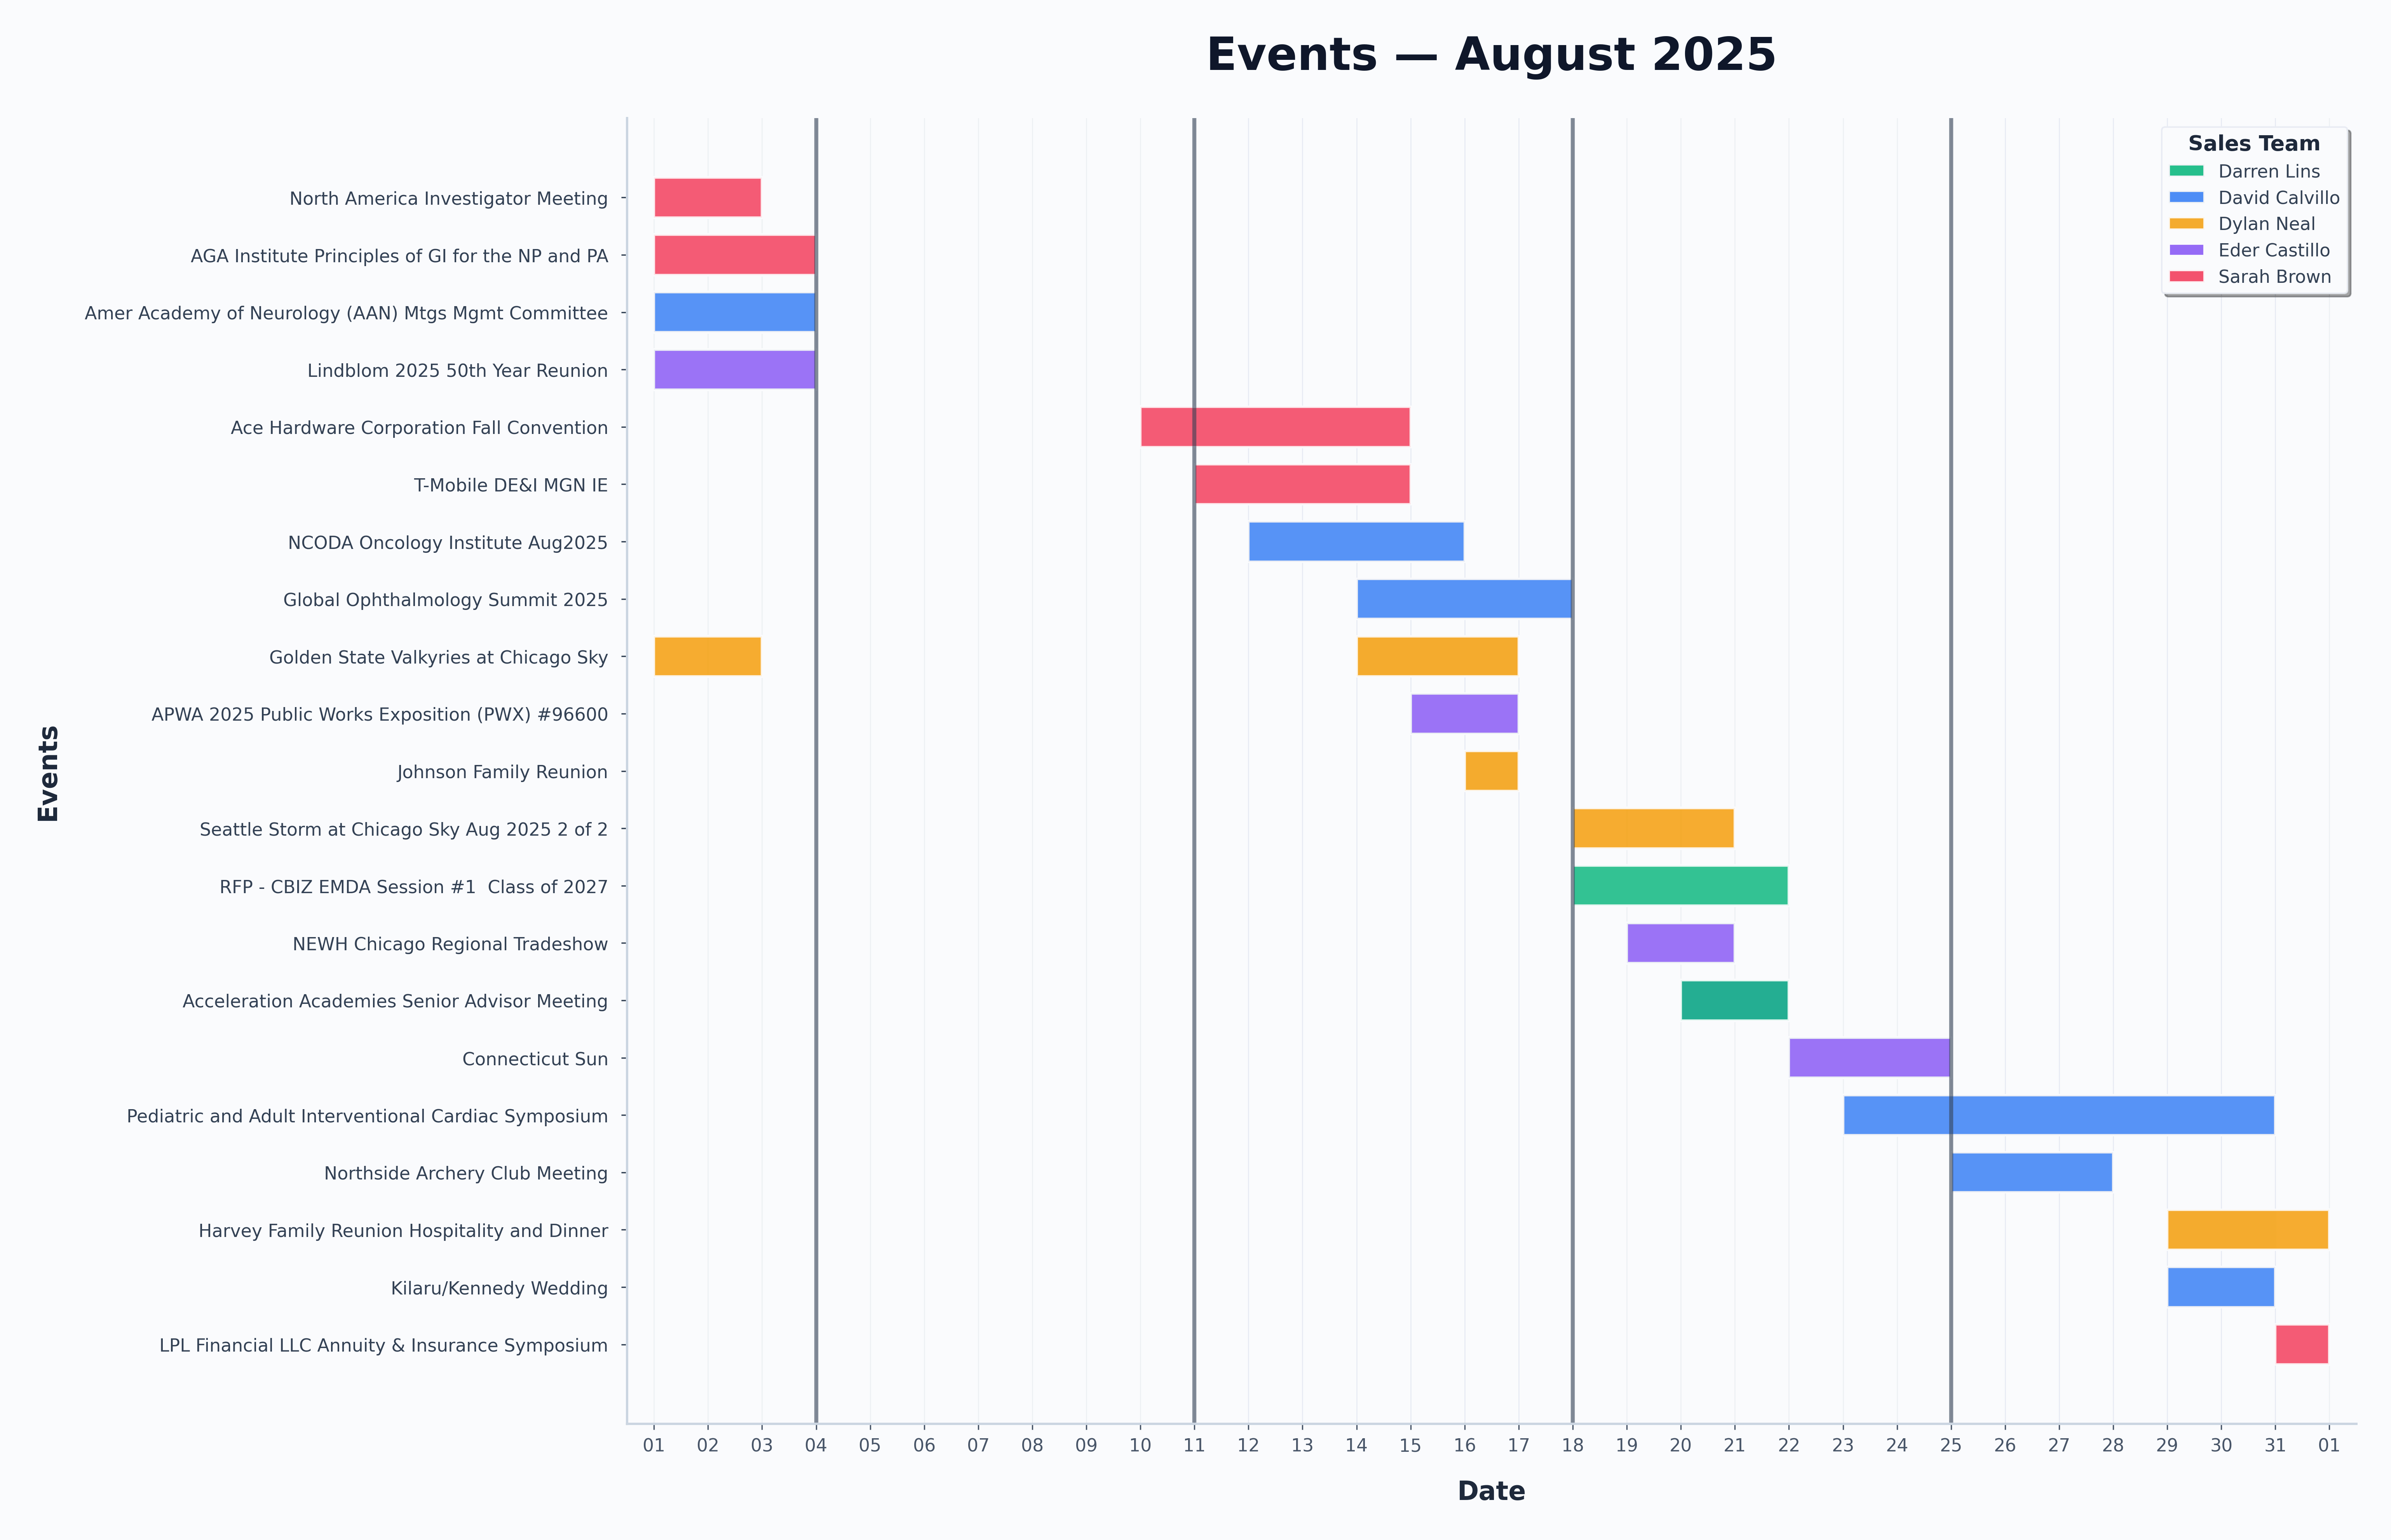 Events — August 2025
Sales Team
Darren Lins
David Calvillo
Dylan Neal
Eder Castillo
Sarah Brown
Events
North America Investigator Meeting
AGA Institute Principles of GI for the NP and PA
Amer Academy of Neurology (AAN) Mtgs Mgmt Committee
Lindblom 2025 50th Year Reunion
Ace Hardware Corporation Fall Convention
T-Mobile DE&I MGN IE
NCODA Oncology Institute Aug2025
Global Ophthalmology Summit 2025
Golden State Valkyries at Chicago Sky
APWA 2025 Public Works Exposition (PWX) #96600
Johnson Family Reunion
Seattle Storm at Chicago Sky Aug 2025 2 of 2
RFP - CBIZ EMDA Session #1  Class of 2027
NEWH Chicago Regional Tradeshow
Acceleration Academies Senior Advisor Meeting
Connecticut Sun
Pediatric and Adult Interventional Cardiac Symposium
Northside Archery Club Meeting
Harvey Family Reunion Hospitality and Dinner
Kilaru/Kennedy Wedding
LPL Financial LLC Annuity & Insurance Symposium
01 02 03 04 05 06 07 08 09 10 11 12 13 14 15 16 17 18 19 20 21 22 23 24 25 26 27 28 29 30 31 01
Date